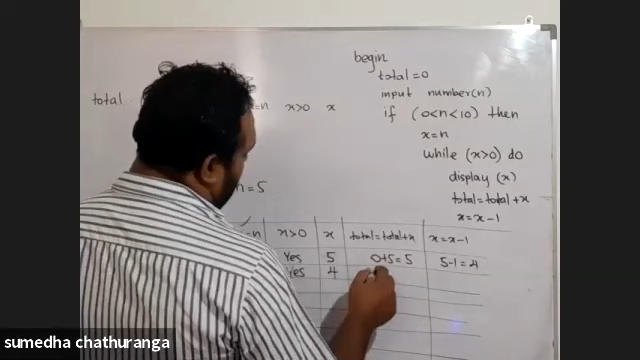 begin
total=0
input number(n)
if (0<n<10) then
x=n
while (x>0) do
display (x)
total=total+x
x=x-1
total =n x>0 x
n=5
=n x>0 x total=total+x x=x-1
Yes 5 0+5=5 5-1=4
Yes 4
sumedha chathuranga